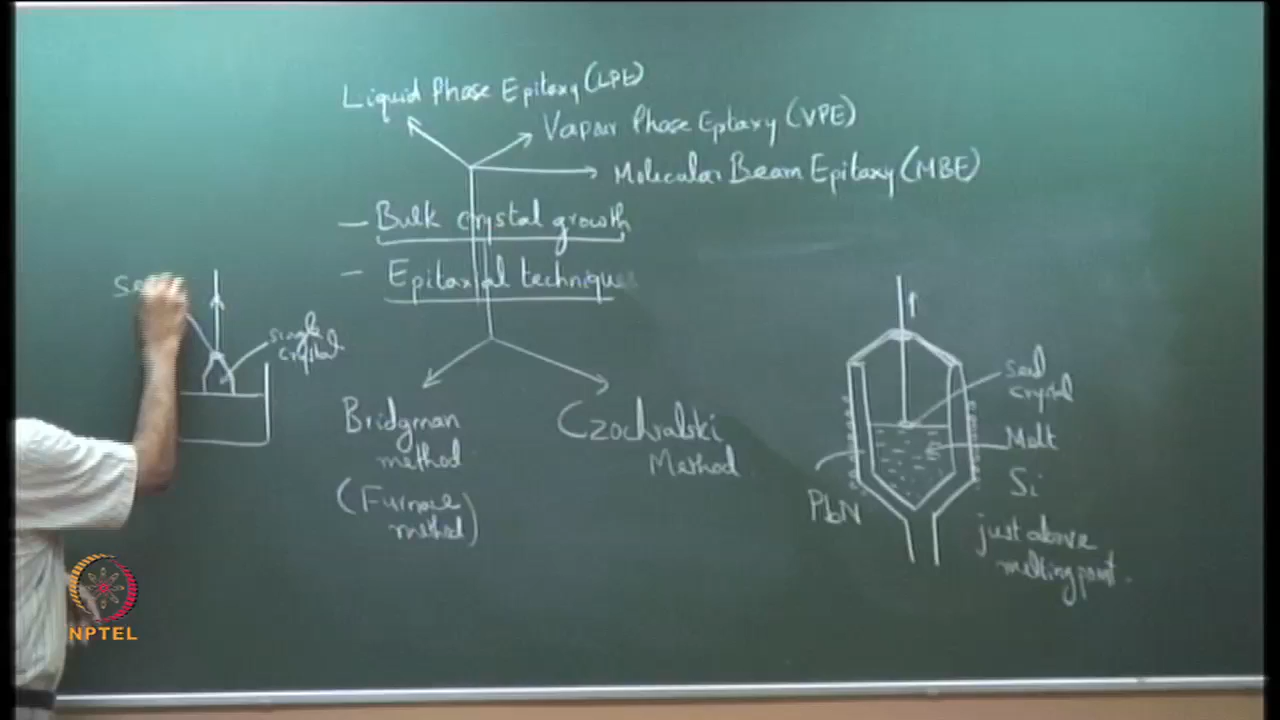 Liquid Phase Epitaxy (LPE)
Vapour Phase Epitaxy (VPE)
Molecular Beam Epitaxy (MBE)
- Bulk crystal growth
- Epitaxial techniques
single
crystal
Bridgman
method
(Furnace
method)
Czochralski
Method
seed
crystal
Melt
Si
just above
melting point.
PbN
NPTEL